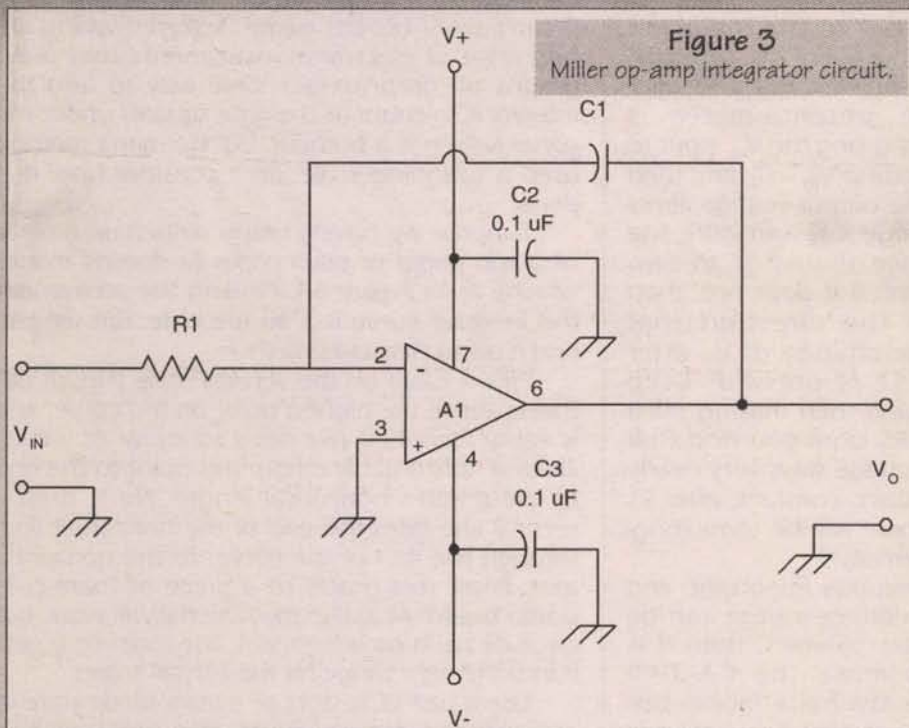 V+
Figure 3
Miller op-amp integrator circuit.
C1
C2
0.1 uF
R1
2
-
7
6
A1
3
+
4
VIN
VO
C3
0.1 uF
V-